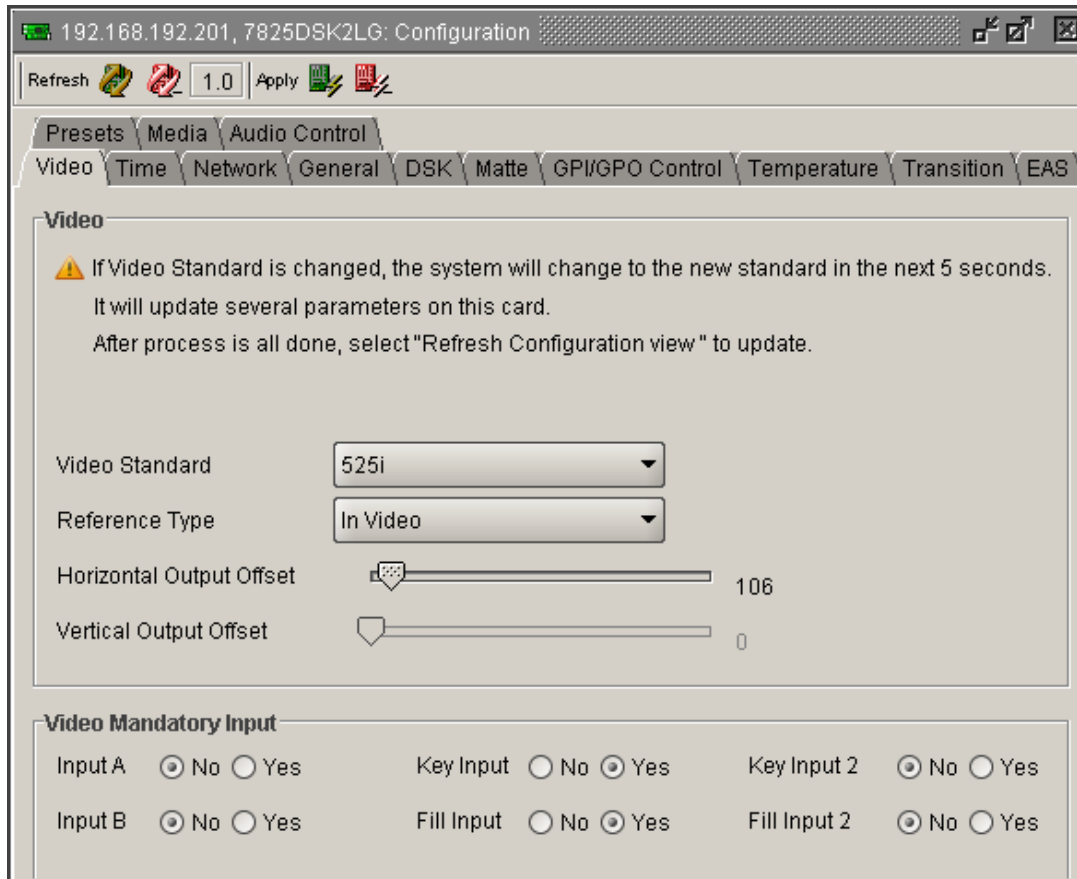 192.168.192.201, 7825DSK2LG: Configuration
Refresh 1.0 Apply
Presets Media Audio Control
Video Time Network General DSK Matte GPI/GPO Control Temperature Transition EAS
Video
If Video Standard is changed, the system will change to the new standard in the next 5 seconds.
It will update several parameters on this card.
After process is all done, select "Refresh Configuration view " to update.
Video Standard 525i
Reference Type In Video
Horizontal Output Offset 106
Vertical Output Offset 0
Video Mandatory Input
Input A No Yes Key Input No Yes Key Input 2 No Yes
Input B No Yes Fill Input No Yes Fill Input 2 No Yes